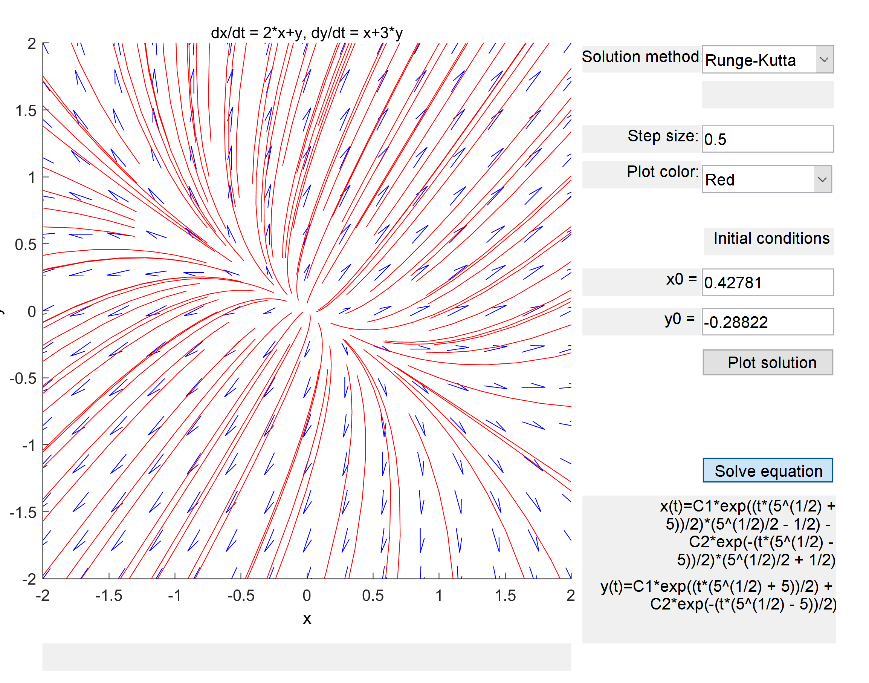 dx/dt = 2*x+y, dy/dt = x+3*y
2
1.5
1
0.5
0
-0.5
-1
-1.5
-2
-2 -1.5 -1 -0.5 0 0.5 1 1.5 2
x
Solution method Runge-Kutta
Step size: 0.5
Plot color: Red
Initial conditions
x0 = 0.42781
y0 = -0.28822
Plot solution
Solve equation
x(t)=C1*exp((t*(5^(1/2) +
5))/2)*(5^(1/2)/2 - 1/2) -
C2*exp(-(t*(5^(1/2) -
5))/2)*(5^(1/2)/2 + 1/2)
y(t)=C1*exp((t*(5^(1/2) + 5))/2) +
C2*exp(-(t*(5^(1/2) - 5))/2)